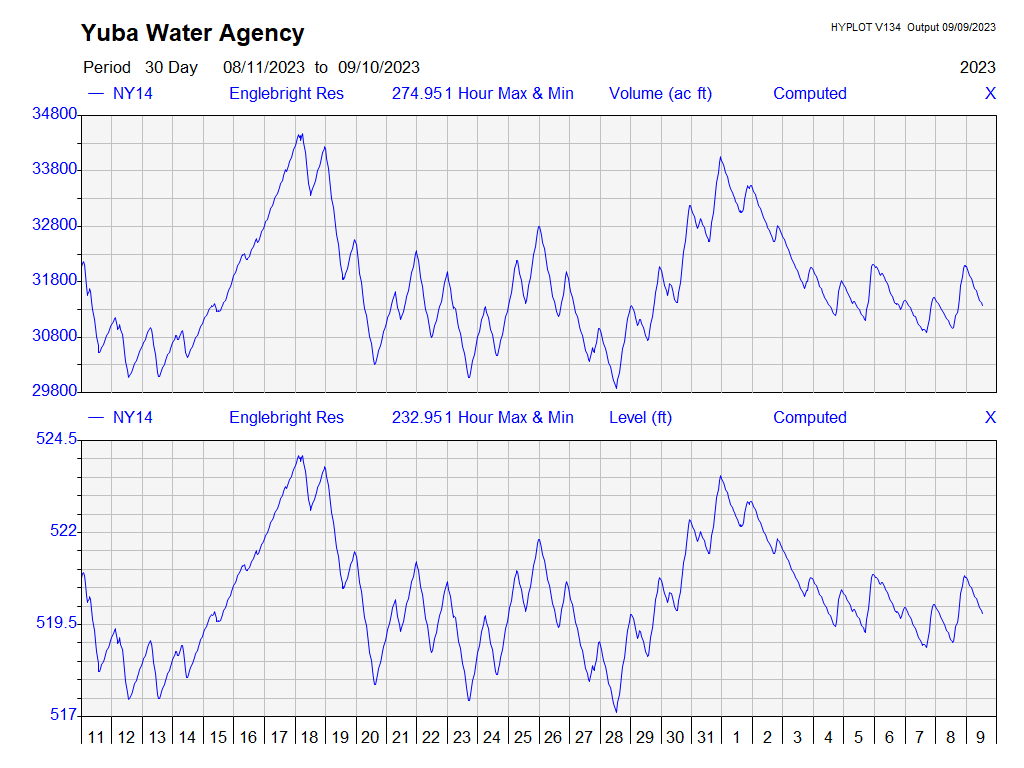 Yuba Water Agency
HYPLOT V134 Output 09/09/2023
Period 30 Day 08/11/2023 to 09/10/2023 2023
NY14 Englebright Res 274.951 Hour Max & Min Volume (ac ft) Computed X
34800
33800
32800
31800
30800
29800
NY14 Englebright Res 232.951 Hour Max & Min Level (ft) Computed X
524.5
522
519.5
517
11 12 13 14 15 16 17 18 19 20 21 22 23 24 25 26 27 28 29 30 31 1 2 3 4 5 6 7 8 9